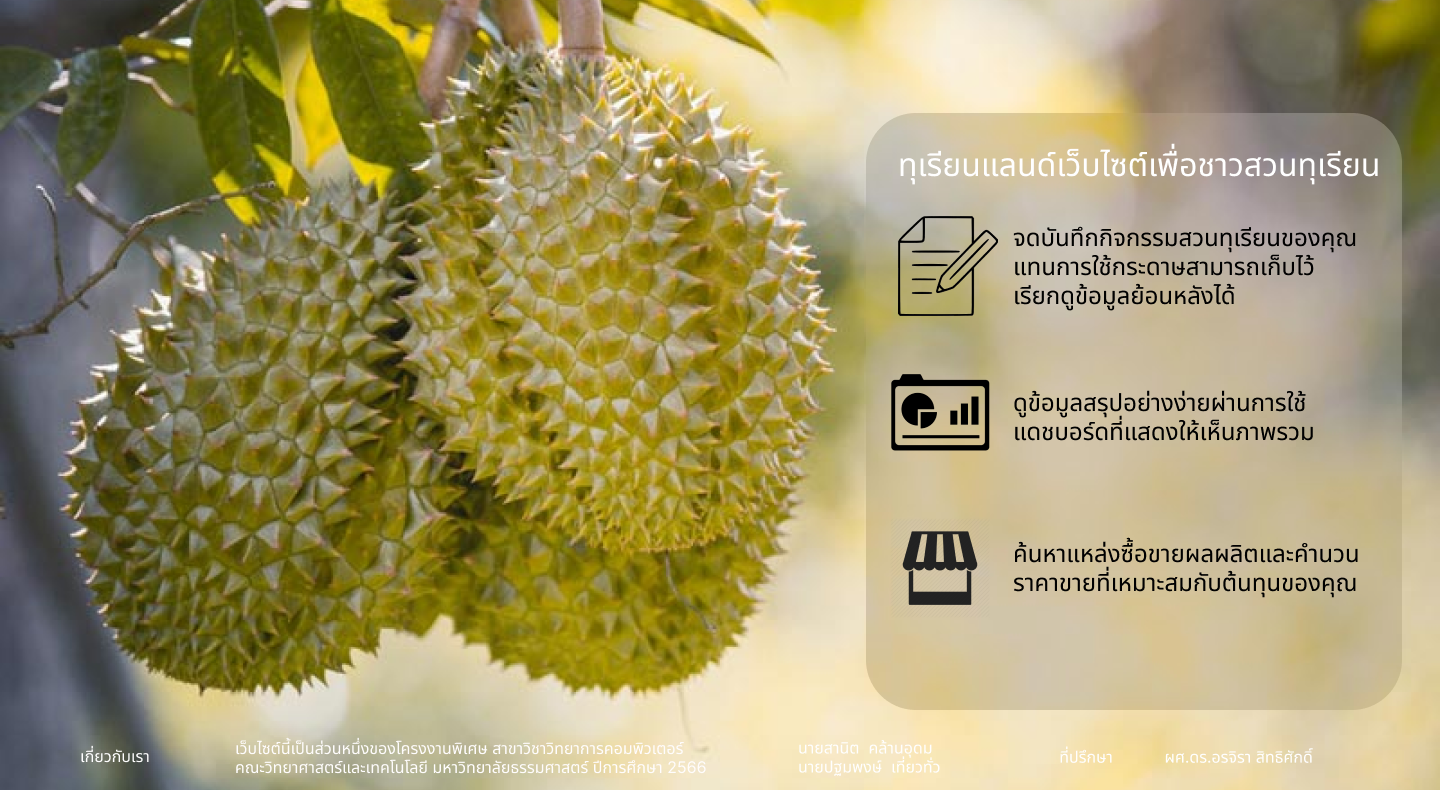 ทุเรียนแลนด์เว็บไซต์เพื่อชาวสวนทุเรียน
จดบันทึกกิจกรรมสวนทุเรียนของคุณ
แทนการใช้กระดาษสามารถเก็บไว้
เรียกดูข้อมูลย้อนหลังได้
ดูข้อมูลสรุปอย่างง่ายผ่านการใช้
แดชบอร์ดที่แสดงให้เห็นภาพรวม
ค้นหาแหล่งซื้อขายผลผลิตและคำนวน
ราคาขายที่เหมาะสมกับต้นทุนของคุณ
เกี่ยวกับเรา
เว็บไซต์นี้เป็นส่วนหนึ่งของโครงงานพิเศษ สาขาวิชาวิทยาการคอมพิวเตอร์
คณะวิทยาศาสตร์และเทคโนโลยี มหาวิทยาลัยธรรมศาสตร์ ปีการศึกษา 2566
นายสานิต คล้านอุดม
นายปฐมพงษ์ เที่ยวทั่ว
ที่ปรึกษา
ผศ.ดร.อรจิรา สิทธิศักดิ์